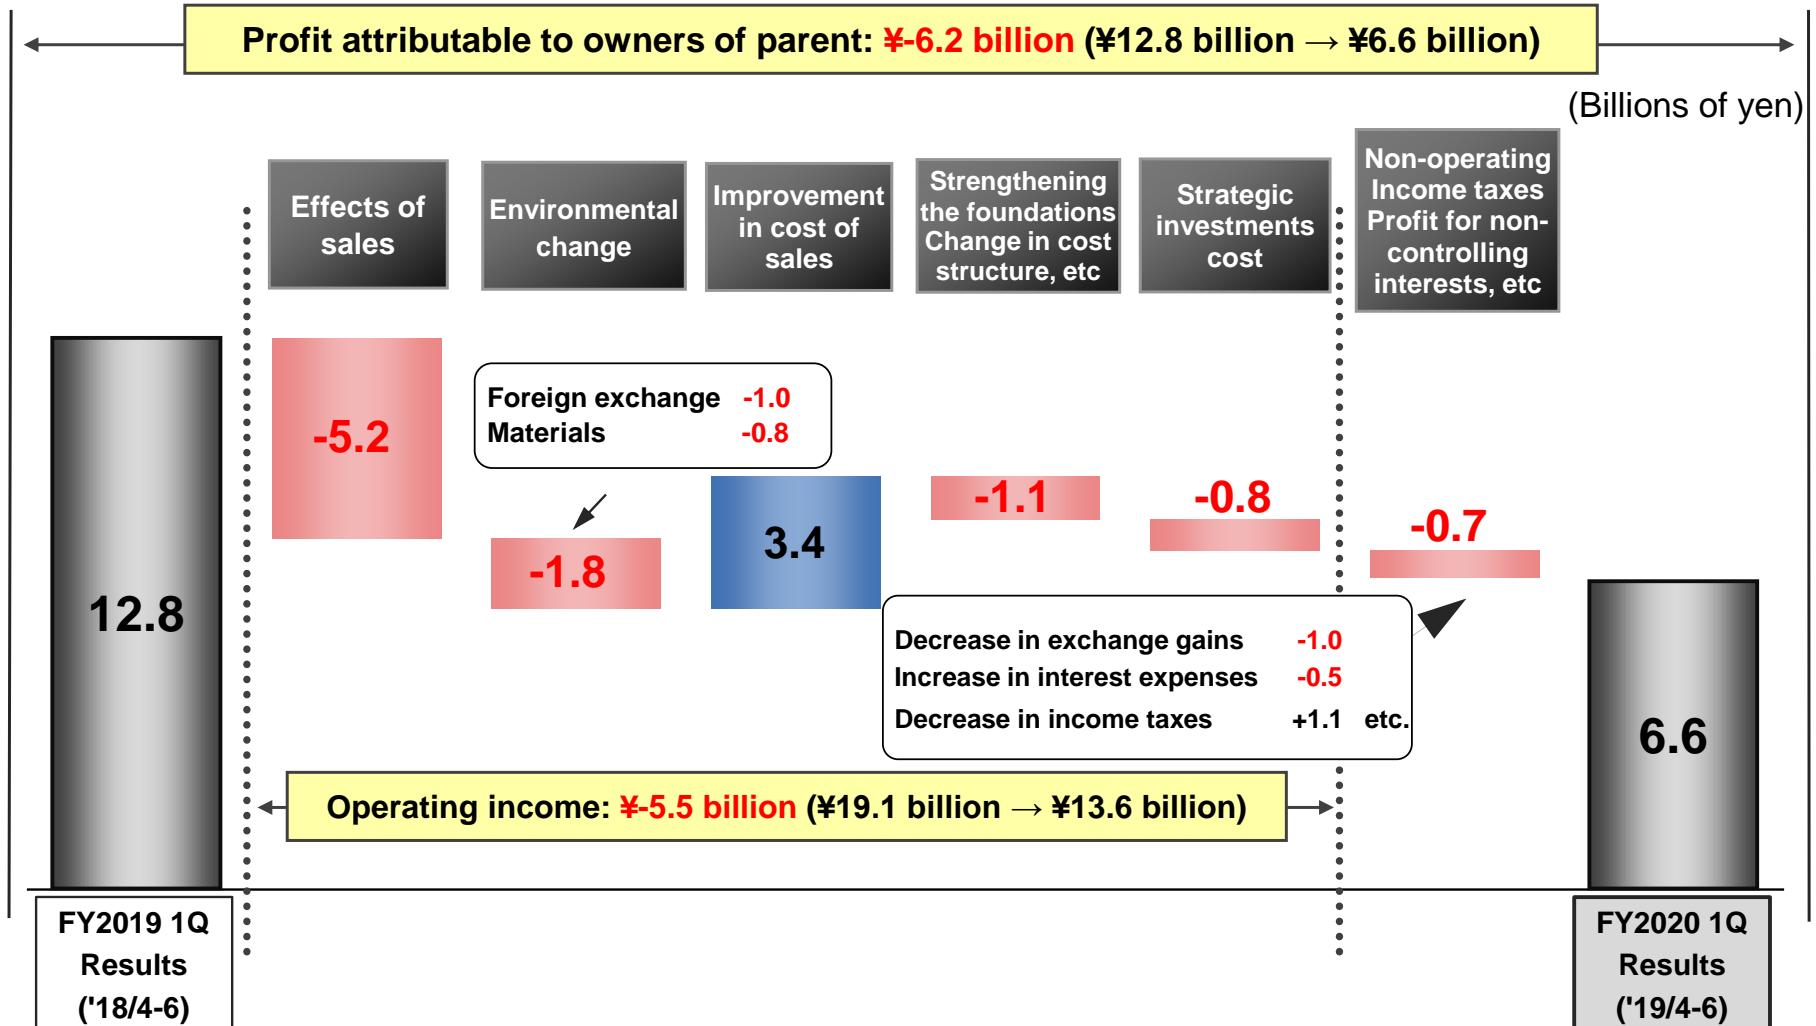 Profit attributable to owners of parent: ¥-6.2 billion (¥12.8 billion → ¥6.6 billion)
(Billions of yen)
Effects of
sales
Environmental
change
Improvement
in cost of
sales
Strengthening
the foundations
Change in cost
structure, etc
Strategic
investments
cost
Non-operating
Income taxes
Profit for non-
controlling
interests, etc
12.8
-5.2
Foreign exchange -1.0
Materials -0.8
-1.8
3.4
-1.1
-0.8
-0.7
Decrease in exchange gains -1.0
Increase in interest expenses -0.5
Decrease in income taxes +1.1 etc.
6.6
Operating income: ¥-5.5 billion (¥19.1 billion → ¥13.6 billion)
FY2019 1Q
Results
('18/4-6)
FY2020 1Q
Results
('19/4-6)